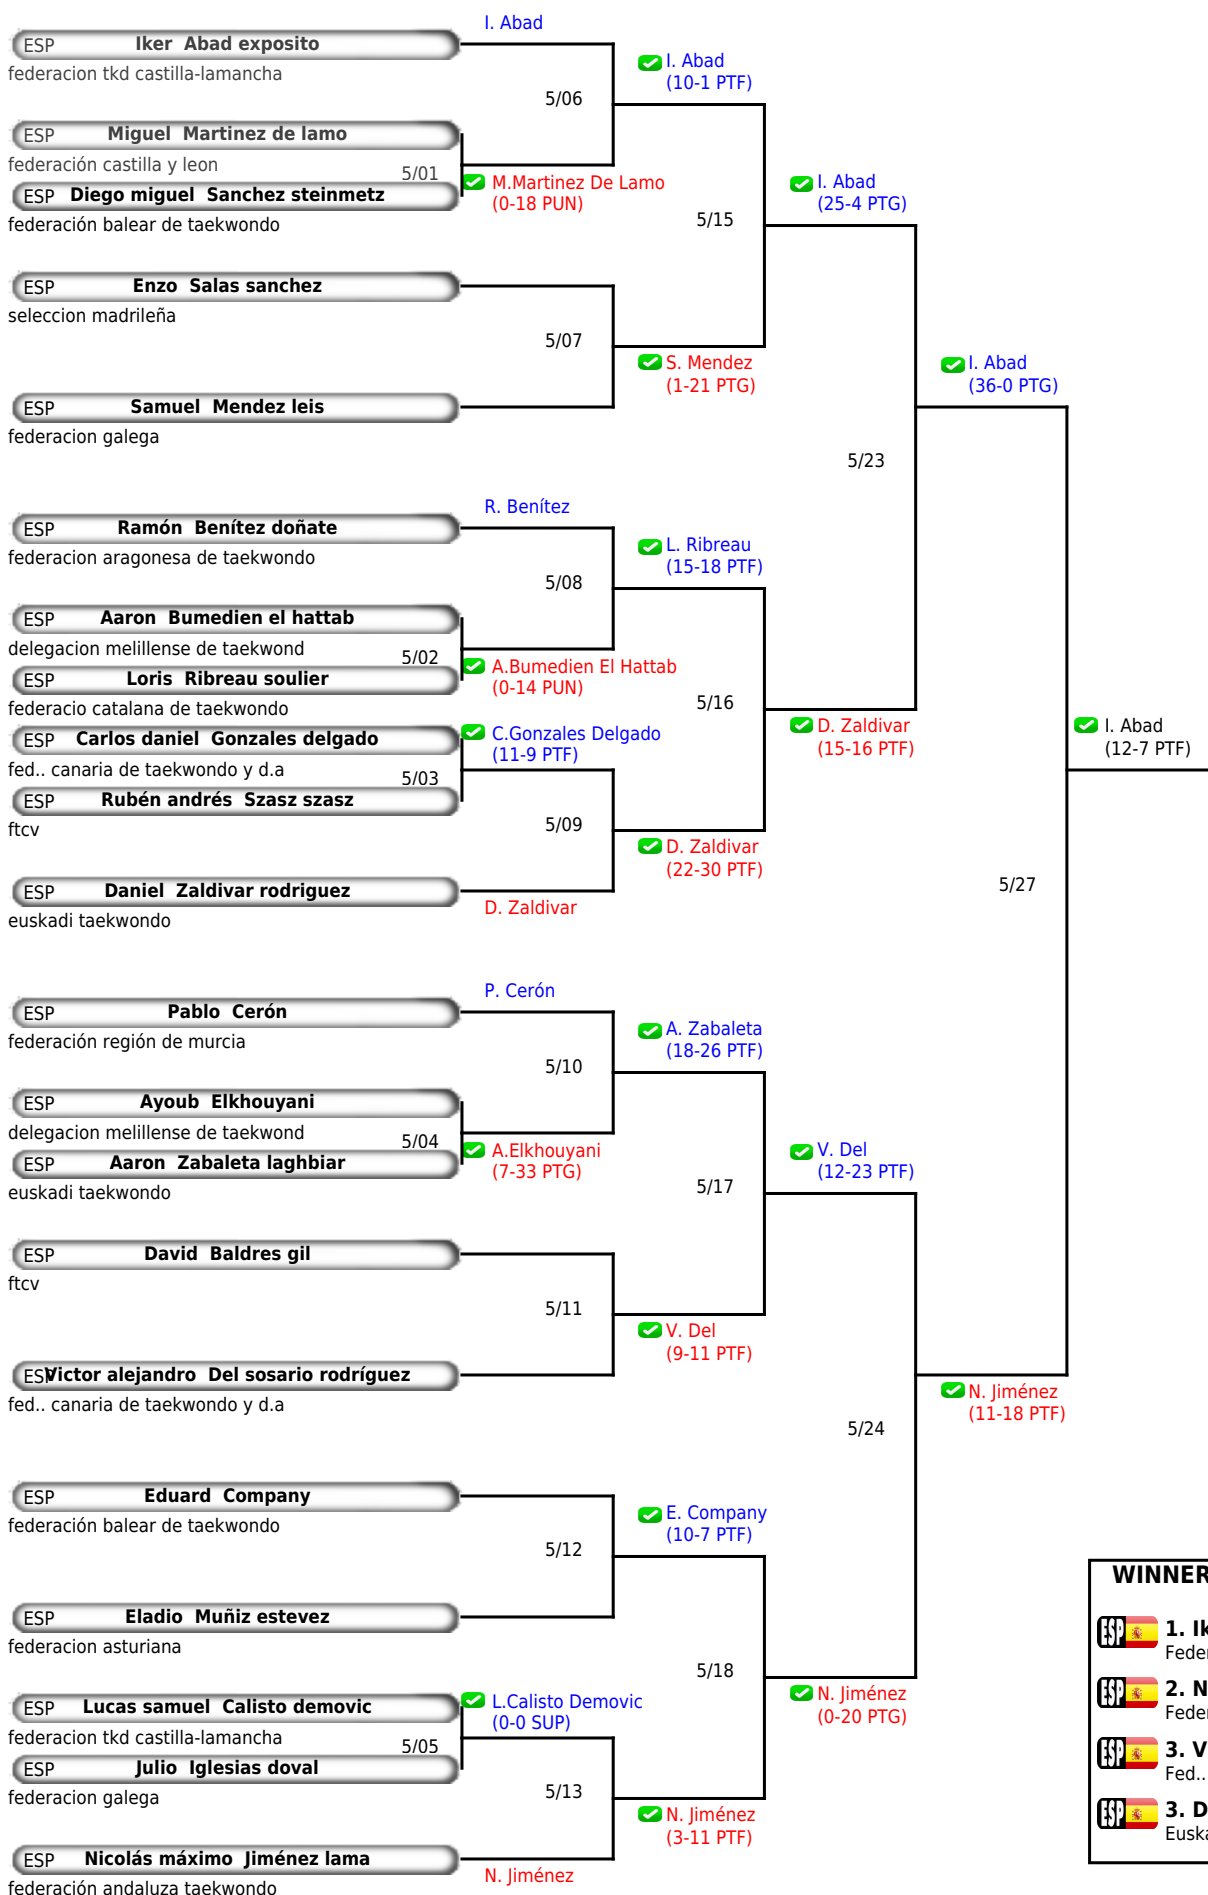 I. Abad
ESP Iker Abad exposito
federacion tkd castilla-lamancha
I. Abad
(10-1 PTF)
5/06
ESP Miguel Martinez de lamo
federación castilla y leon
5/01
M.Martinez De Lamo
(0-18 PUN)
ESP Diego miguel Sanchez steinmetz
federación balear de taekwondo
I. Abad
(25-4 PTG)
5/15
ESP Enzo Salas sanchez
seleccion madrileña
5/07
S. Mendez
(1-21 PTG)
I. Abad
(36-0 PTG)
ESP Samuel Mendez leis
federacion galega
5/23
R. Benítez
ESP Ramón Benítez doñate
federacion aragonesa de taekwondo
L. Ribreau
(15-18 PTF)
5/08
ESP Aaron Bumedien el hattab
delegacion melillense de taekwond
5/02
A.Bumedien El Hattab
(0-14 PUN)
ESP Loris Ribreau soulier
federacio catalana de taekwondo
5/16
ESP Carlos daniel Gonzales delgado
C.Gonzales Delgado
(11-9 PTF)
D. Zaldivar
(15-16 PTF)
I. Abad
(12-7 PTF)
fed.. canaria de taekwondo y d.a
5/03
ESP Rubén andrés Szasz szasz
ftcv
5/09
D. Zaldivar
(22-30 PTF)
ESP Daniel Zaldivar rodriguez
euskadi taekwondo
D. Zaldivar
5/27
P. Cerón
ESP Pablo Cerón
federación región de murcia
A. Zabaleta
(18-26 PTF)
5/10
ESP Ayoub Elkhouyani
delegacion melillense de taekwond
5/04
A.Elkhouyani
(7-33 PTG)
ESP Aaron Zabaleta laghbiar
euskadi taekwondo
V. Del
(12-23 PTF)
5/17
ESP David Baldres gil
ftcv
5/11
V. Del
(9-11 PTF)
ESP Victor alejandro Del sosario rodríguez
fed.. canaria de taekwondo y d.a
N. Jiménez
(11-18 PTF)
5/24
ESP Eduard Company
federación balear de taekwondo
E. Company
(10-7 PTF)
5/12
ESP Eladio Muñiz estevez
federacion asturiana
5/18
ESP Lucas samuel Calisto demovic
federacion tkd castilla-lamancha
5/05
L.Calisto Demovic
(0-0 SUP)
N. Jiménez
(0-20 PTG)
ESP Julio Iglesias doval
federacion galega
5/13
N. Jiménez
(3-11 PTF)
ESP Nicolás máximo Jiménez lama
federación andaluza taekwondo
N. Jiménez
WINNER
ESP 1. Ik
Feder
ESP 2. N
Feder
ESP 3. V
Fed..
ESP 3. D
Euska